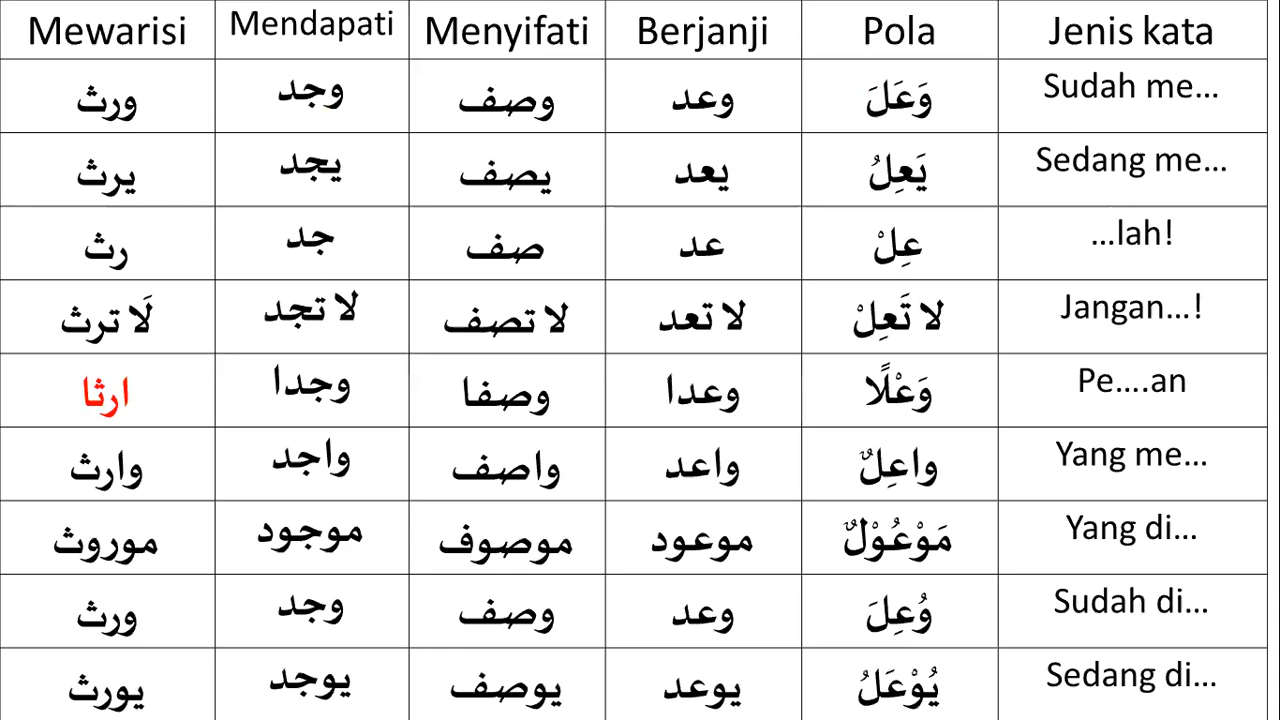 Mewarisi Mendapati Menyifati Berjanji Pola Jenis kata
ورث وجد وصف وعد وَعَلَ Sudah me...
يرث يجد يصف يعد يَعِلُ Sedang me...
رث جد صف عد عِلْ ...lah!
لَا ترث لا تجد لا تصف لا تعد لا تَعِلْ Jangan...!
ارثا وجدا وصفا وعدا وَعْلًا Pe....an
وارث واجد واصف واعد واعِلٌ Yang me...
موروث موجود موصوف موعود مَوْعُوْلٌ Yang di...
ورث وجد وصف وعد وُعِلَ Sudah di...
يورث يوجد يوصف يوعد يُوْعَلُ Sedang di...